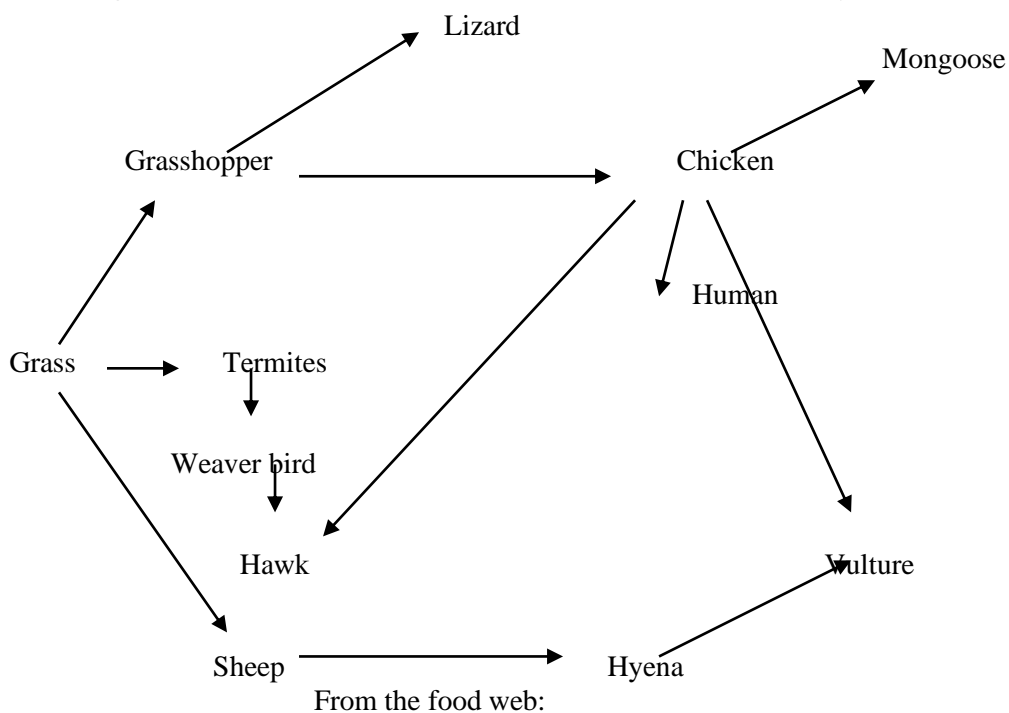 Lizard
Mongoose
Grasshopper
Chicken
Human
Grass
Termites
Weaver bird
Hawk
Vulture
Sheep
Hyena
From the food web: